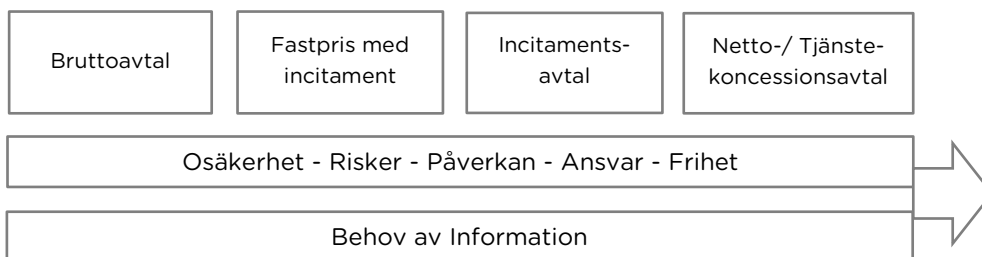 Bruttoavtal
Fastpris med
incitament
Incitaments-
avtal
Netto-/ Tjänste-
koncessionsavtal
Osäkerhet - Risker - Påverkan - Ansvar - Frihet
Behov av Information